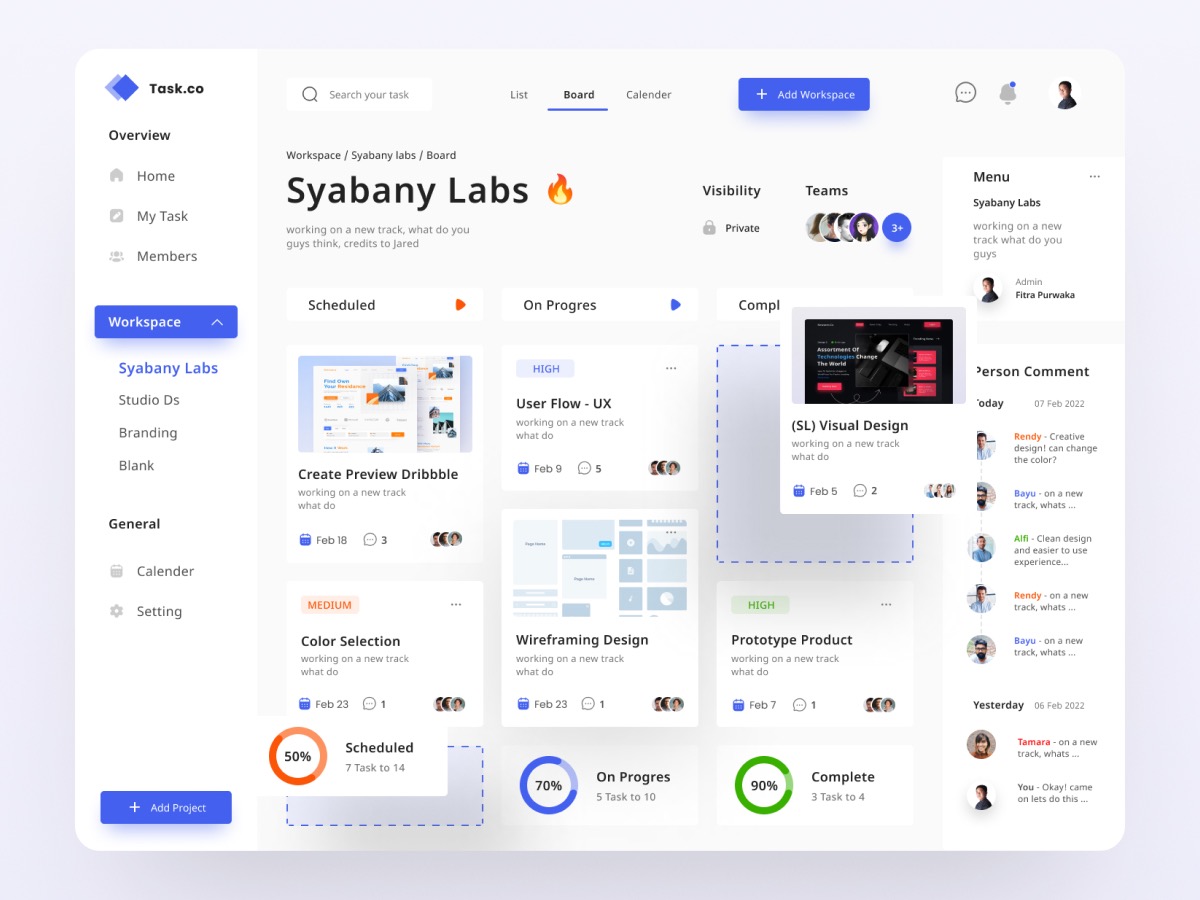 Task.co
Overview
Home
My Task
Members
Workspace
Syabany Labs
Studio Ds
Branding
Blank
General
Calender
Setting
Add Project
Search your task
List
Board
Calender
Add Workspace
Workspace / Syabany labs / Board
Syabany Labs 🔥
working on a new track, what do you
guys think, credits to Jared
Visibility
Private
Teams
3+
Scheduled
Create Preview Dribbble
working on a new track
what do
Feb 18
3
MEDIUM
Color Selection
working on a new track
what do
Feb 23
1
50%
Scheduled
7 Task to 14
On Progres
HIGH
User Flow - UX
working on a new track
what do
Feb 9
5
Page Name
Page Name
Wireframing Design
working on a new track
what do
Feb 23
1
70%
On Progres
5 Task to 10
Compl
Assortment Of
Technologies Change
The World
(SL) Visual Design
working on a new track
what do
Feb 5
2
HIGH
Prototype Product
working on a new track
what do
Feb 7
1
90%
Complete
3 Task to 4
Menu
Syabany Labs
working on a new
track what do you
guys
Admin
Fitra Purwaka
Person Comment
Today
07 Feb 2022
Rendy - Creative
design! can change
the color?
Bayu - on a new
track, whats ...
Alfi - Clean design
and easier to use
experience...
Rendy - on a new
track, whats ...
Bayu - on a new
track, whats ...
Yesterday
06 Feb 2022
Tamara - on a new
track, whats ...
You - Okay! came
on lets do this ...